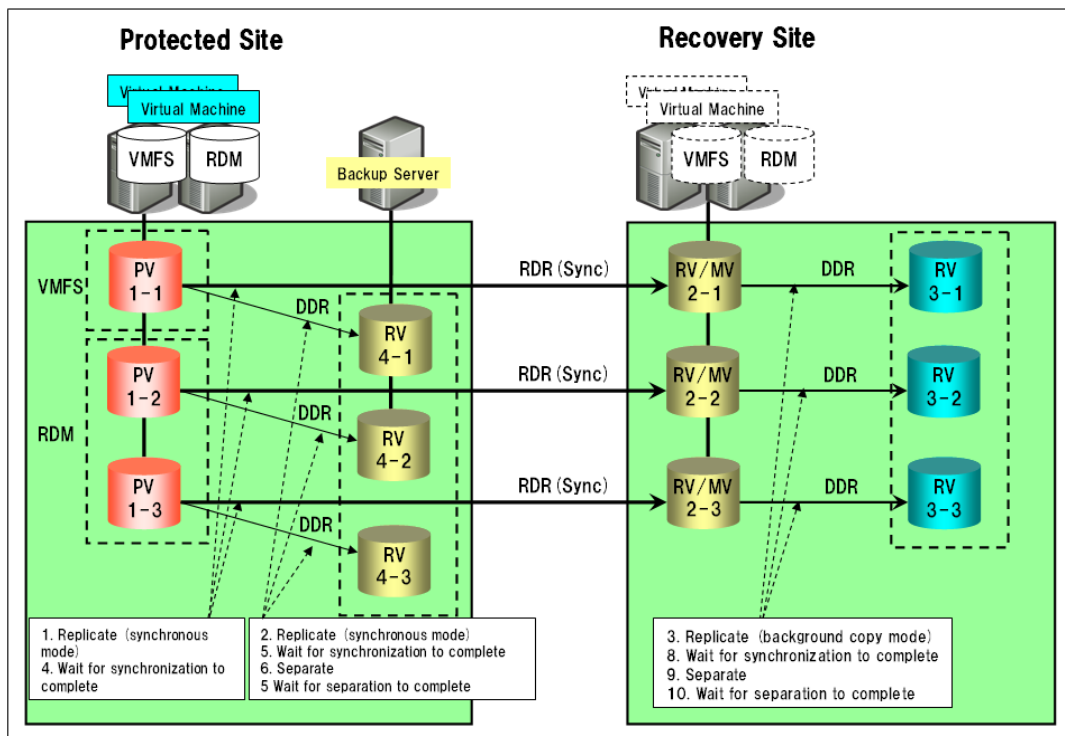 Protected Site
Recovery Site
Virtual Machine
Virtual Machine
Virtual Machine
Virtual Machine
VMFS
RDM
Backup Server
VMFS
RDM
VMFS
PV
1-1
RDR (Sync)
RV/MV
2-1
DDR
RV
3-1
DDR
RV
4-1
RDM
PV
1-2
RDR (Sync)
RV/MV
2-2
DDR
RV
3-2
DDR
RV
4-2
PV
1-3
RDR (Sync)
RV/MV
2-3
DDR
RV
3-3
DDR
RV
4-3
1. Replicate (synchronous
mode)
4. Wait for synchronization to
complete
2. Replicate (synchronous mode)
5. Wait for synchronization to complete
6. Separate
5 Wait for separation to complete
3. Replicate (background copy mode)
8. Wait for synchronization to complete
9. Separate
10. Wait for separation to complete